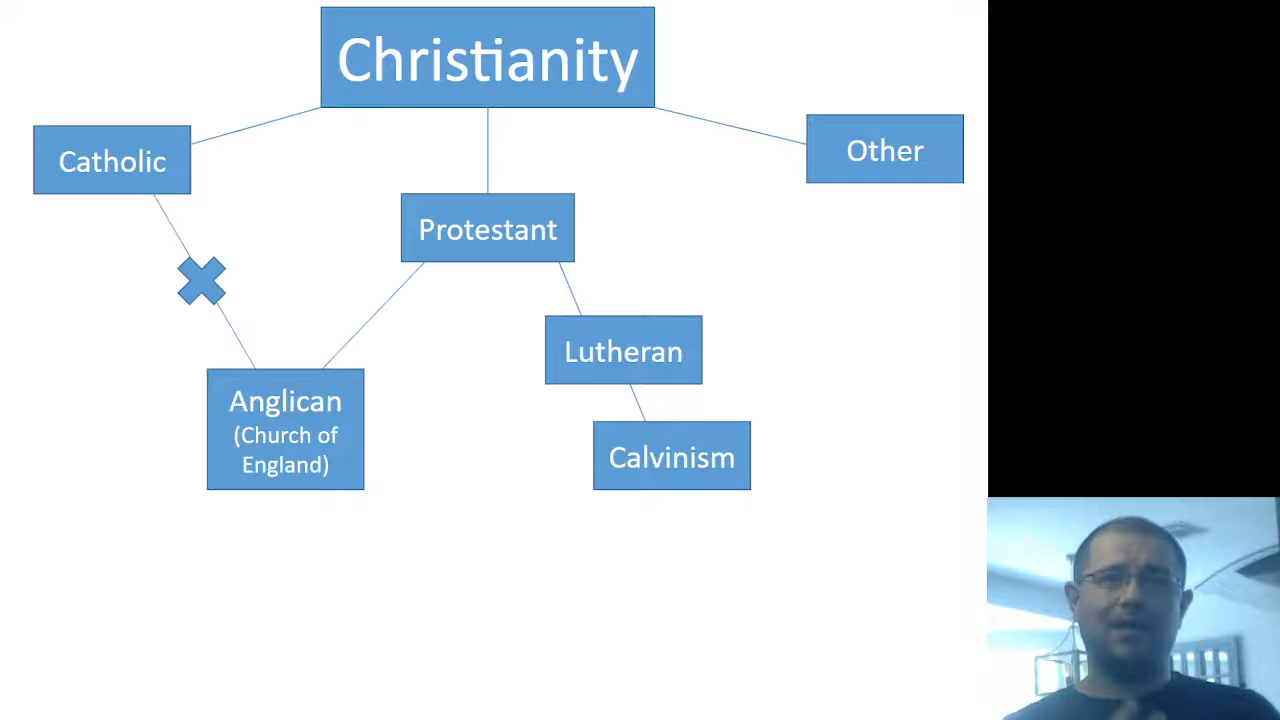 Christianity
Catholic
Other
Protestant
Lutheran
Anglican
(Church of
England)
Calvinism